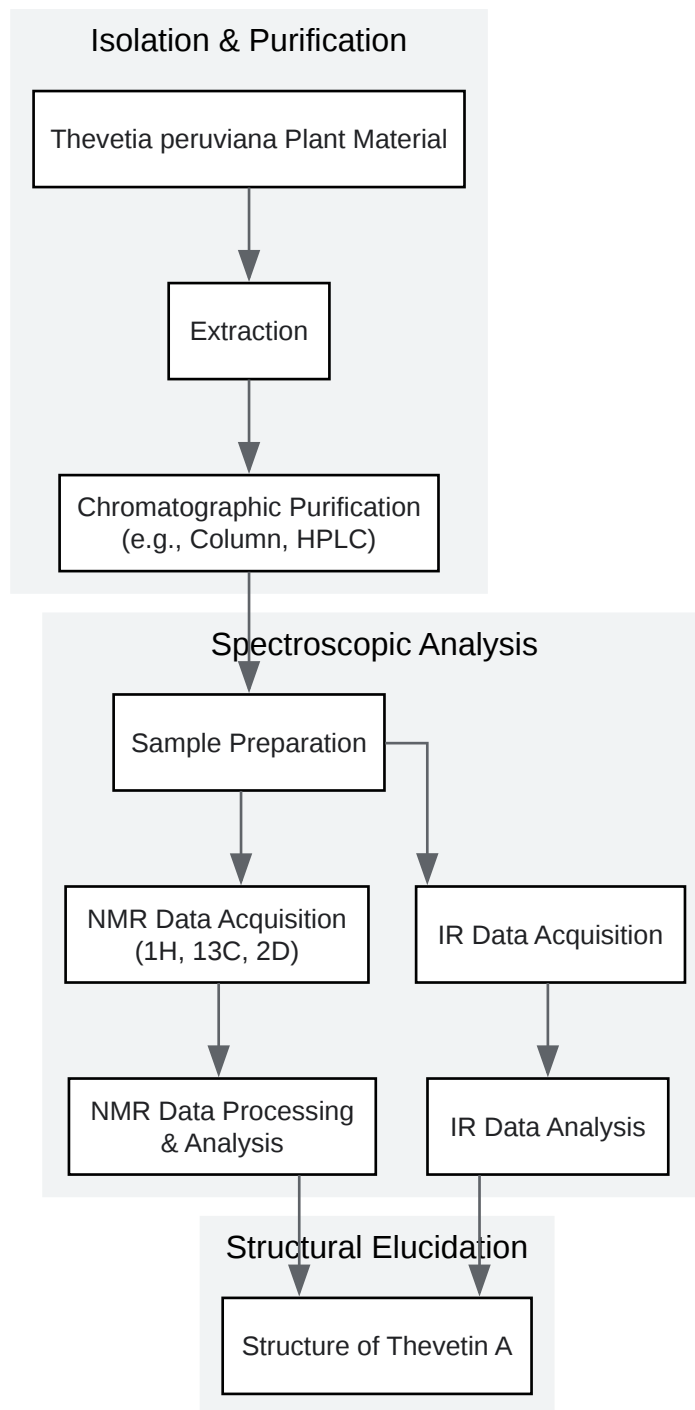 Isolation & Purification
Thevetia peruviana Plant Material
Extraction
Chromatographic Purification
(e.g., Column, HPLC)
Spectroscopic Analysis
Sample Preparation
NMR Data Acquisition
(1H, 13C, 2D)
IR Data Acquisition
NMR Data Processing
& Analysis
IR Data Analysis
Structural Elucidation
Structure of Thevetin A